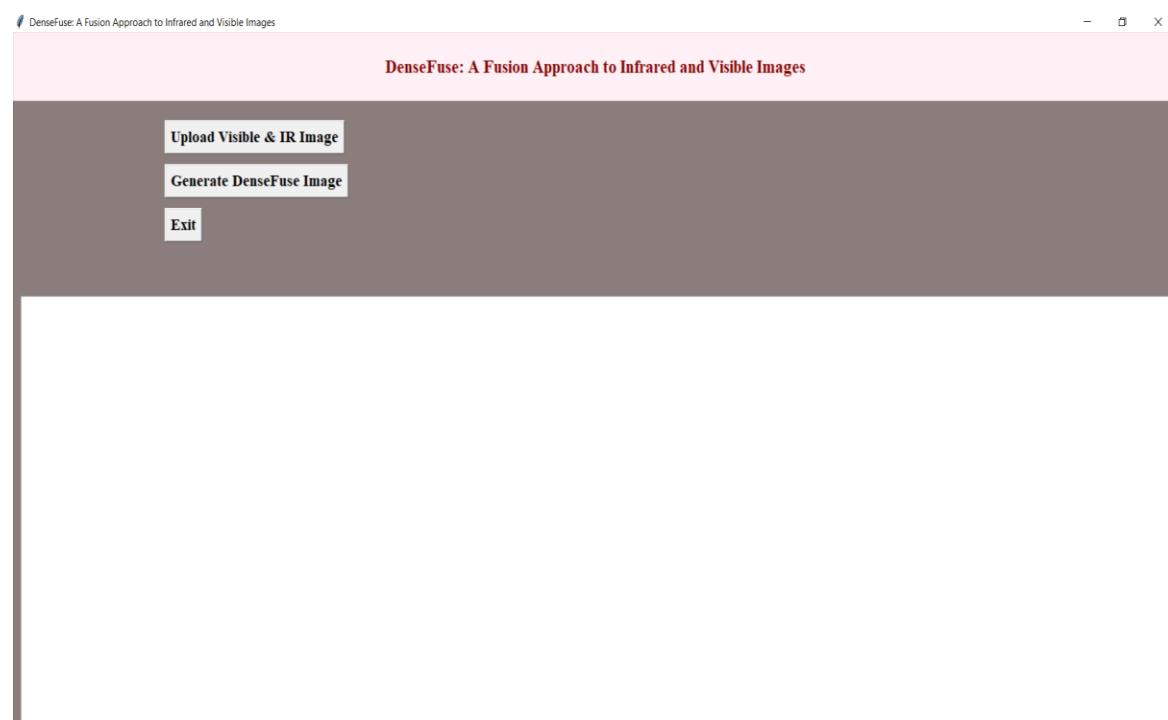 DenseFuse: A Fusion Approach to Infrared and Visible Images
DenseFuse: A Fusion Approach to Infrared and Visible Images
Upload Visible & IR Image
Generate DenseFuse Image
Exit